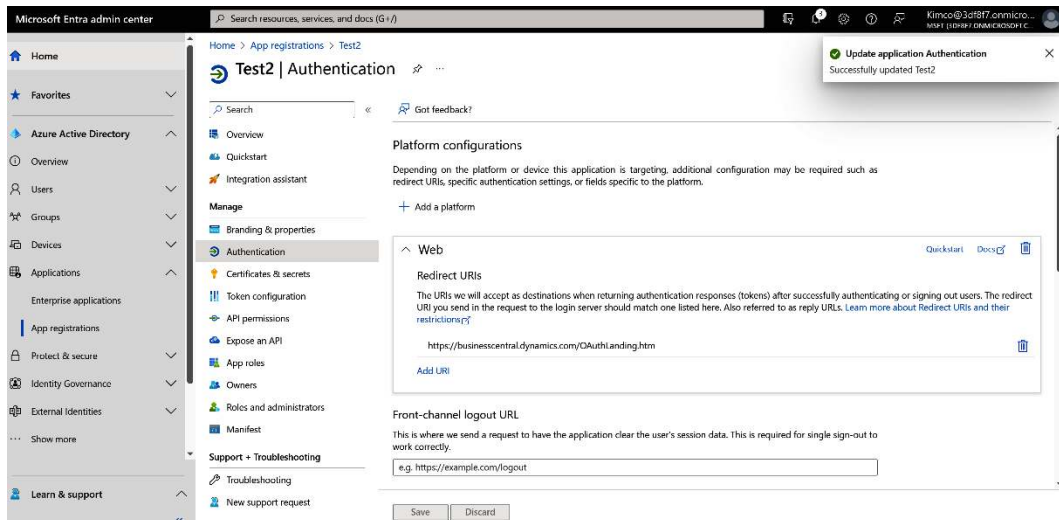 Microsoft Entra admin center
Search resources, services, and docs (G+/)
3
Kimco@3df8f7.onmicro...
MSFT (3DF8F7.ONMICROSOFT.C...
Home
Favorites
Azure Active Directory
Overview
Users
Groups
Devices
Applications
Enterprise applications
App registrations
Protect & secure
Identity Governance
External Identities
Show more
Learn & support
Home > App registrations > Test2
Test2 | Authentication
Search
Overview
Quickstart
Integration assistant
Manage
Branding & properties
Authentication
Certificates & secrets
Token configuration
API permissions
Expose an API
App roles
Owners
Roles and administrators
Manifest
Support + Troubleshooting
Troubleshooting
New support request
Update application Authentication
Successfully updated Test2
Got feedback?
Platform configurations
Depending on the platform or device this application is targeting, additional configuration may be required such as
redirect URIs, specific authentication settings, or fields specific to the platform.
Add a platform
Web
Quickstart
Docs
Redirect URIs
The URIs we will accept as destinations when returning authentication responses (tokens) after successfully authenticating or signing out users. The redirect
URI you send in the request to the login server should match one listed here. Also referred to as reply URLs. Learn more about Redirect URIs and their
restrictions
https://businesscentral.dynamics.com/OAuthLanding.htm
Add URI
Front-channel logout URL
This is where we send a request to have the application clear the user's session data. This is required for single sign-out to
work correctly.
e.g. https://example.com/logout
Save
Discard